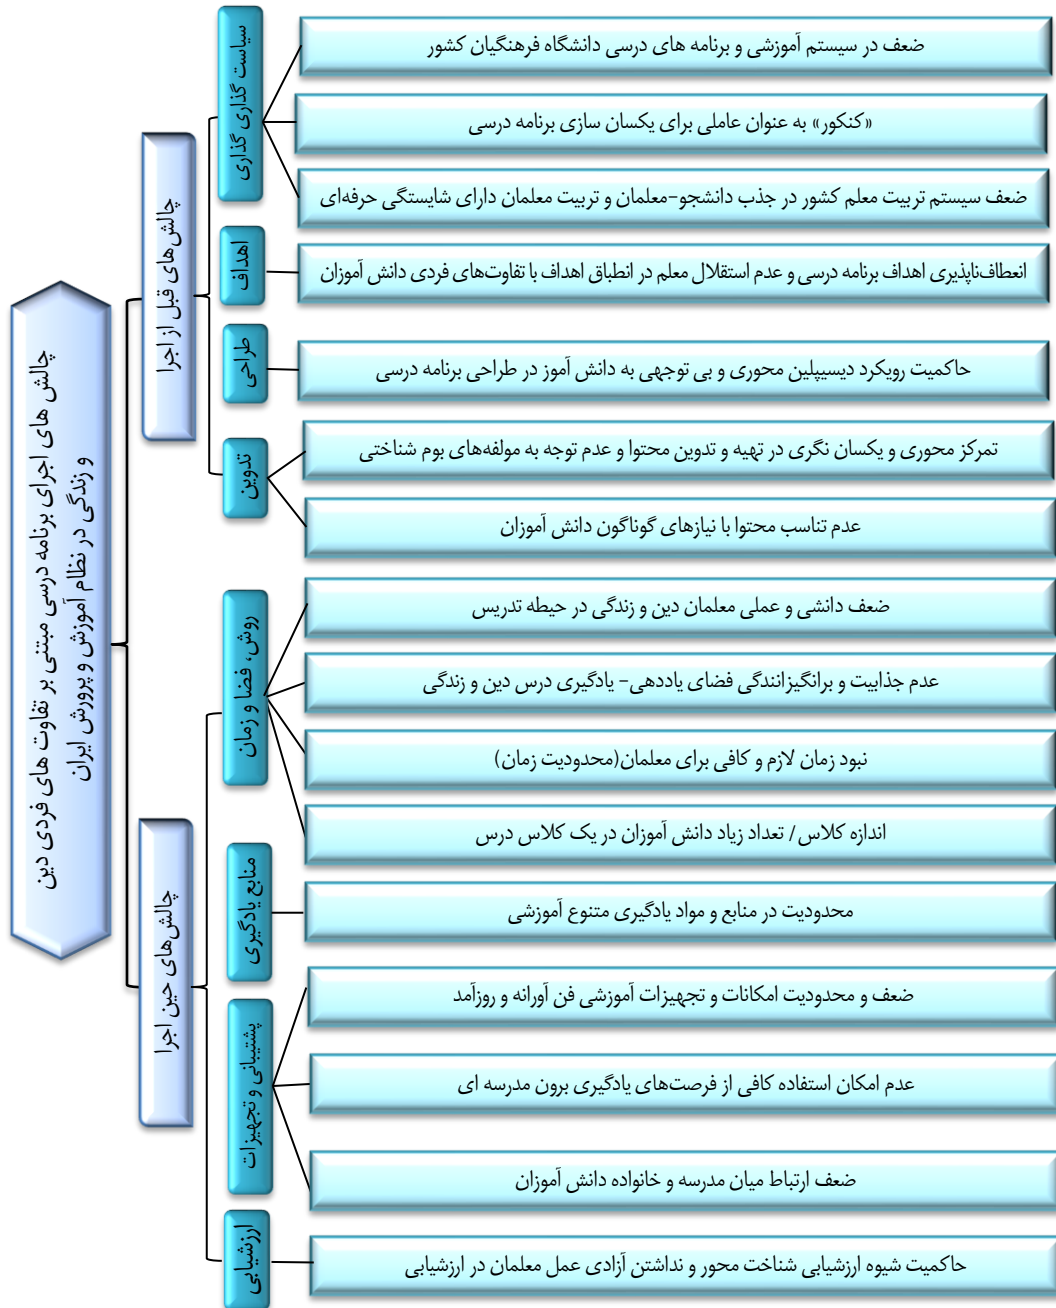 چالش های اجرای برنامه درسی مبتنی بر تفاوت های فردی دین
و زندگی در نظام آموزش و پرورش ایران
چالش‌های قبل از اجرا
سیاست گذاری گذاری
ضعف در سیستم آموزشی و برنامه های درسی دانشگاه فرهنگیان کشور
«کنکور» به عنوان عاملی برای یکسان سازی برنامه درسی
ضعف سیستم تربیت معلم کشور در جذب دانشجو-معلمان و تربیت معلمان دارای شایستگی حرفه‌ای
اهداف
انعطاف‌ناپذیری اهداف برنامه درسی و عدم استقلال معلم در انطباق اهداف با تفاوت‌های فردی دانش آموزان
طراحی
حاکمیت رویکرد دیسیپلین محوری و بی توجهی به دانش آموز در طراحی برنامه درسی
تدوین
تمرکز محوری و یکسان نگری در تهیه و تدوین محتوا و عدم توجه به مولفه‌های بوم شناختی
عدم تناسب محتوا با نیازهای گوناگون دانش آموزان
چالش‌های حین اجرا
روش، فضا و زمان
ضعف دانشی و عملی معلمان دین و زندگی در حیطه تدریس
عدم جذابیت و برانگیزانندگی فضای یاددهی- یادگیری درس دین و زندگی
نبود زمان لازم و کافی برای معلمان(محدودیت زمان)
اندازه کلاس/ تعداد زیاد دانش آموزان در یک کلاس درس
منابع یادگیری
محدودیت در منابع و مواد یادگیری متنوع آموزشی
پشتیبانی و تجهیزات
ضعف و محدودیت امکانات و تجهیزات آموزشی فن آورانه و روزآمد
عدم امکان استفاده کافی از فرصت‌های یادگیری برون مدرسه ای
ضعف ارتباط میان مدرسه و خانواده دانش آموزان
ارزشیابی
حاکمیت شیوه ارزشیابی شناخت محور و نداشتن آزادی عمل معلمان در ارزشیابی